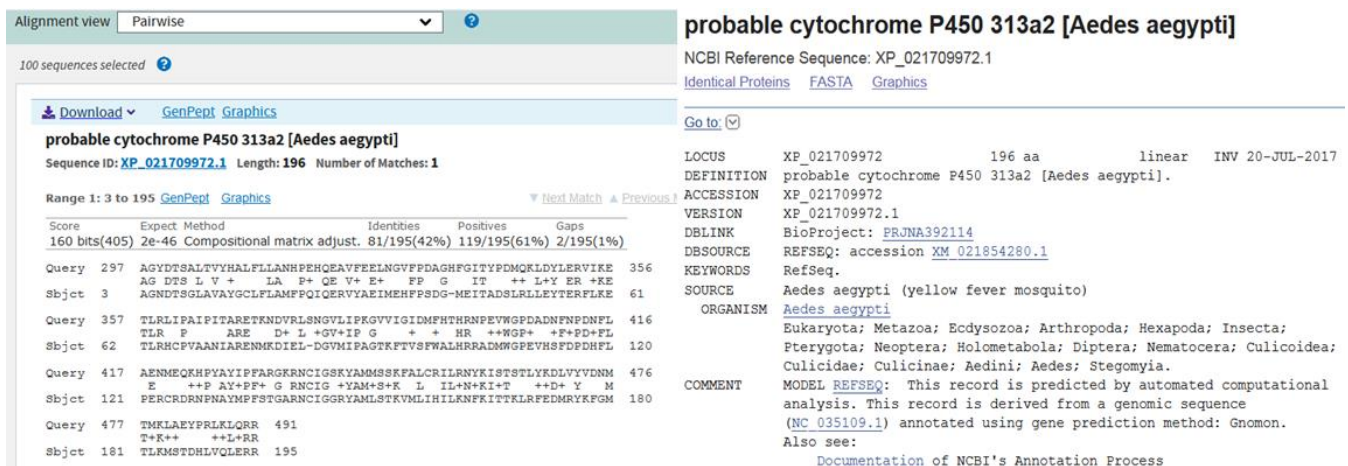 Alignment view Pairwise
100 sequences selected
Download GenPept Graphics
probable cytochrome P450 313a2 [Aedes aegypti]
Sequence ID: XP_021709972.1 Length: 196 Number of Matches: 1
Range 1: 3 to 195 GenPept Graphics Next Match Previous
Score Expect Method Identities Positives Gaps
160 bits(405) 2e-46 Compositional matrix adjust. 81/195(42%) 119/195(61%) 2/195(1%)
Query 297 AGYDTSALTVYHALFLLANHPEHQEAVFEELNGVFPDAGHFGITYPDMQKLDYLERVIKE 356
AG DTS L V + LA P+ QE V+ E+ FP G IT ++ L+Y ER +KE
Sbjct 3 AGNDTSGLAVAYGCLFLAMFPQIQERVYAEIMEHFPSDG-MEITADSLRLLEYTERFLKE 61
Query 357 TLRLIPAIPITARETKNDVRLSNGVLIPKGVVIGIDMFHTHRNPEVWGPDADNFNPDNFL 416
TLR P ARE D+ L +GV+IP G + + HR ++WGP+ +F+PD+FL
Sbjct 62 TLRHCPVAANIARENMKDIEL-DGVMIPAGTKFTVSFWALHRRADMWGPEVHSFDPDHFL 120
Query 417 AENMEQKHPYAYIPFARGKRNCIGSKYAMMSSKFALCRILRNYKISTSTLYKDLVYVDNM 476
E ++P AY+PF+ G RNCIG +YAM+S+K L IL+N+KI+T ++D+ Y M
Sbjct 121 PERCRDRNPNAYMPFSTGARNCIGGRYAMLSTKVMLIHILKNFKITTKLRFEDMRYKFGM 180
Query 477 TMKLAEYPRLKLQRR 491
T+K++ ++L+RR
Sbjct 181 TLKMSTDHLVQLERR 195
probable cytochrome P450 313a2 [Aedes aegypti]
NCBI Reference Sequence: XP_021709972.1
Identical Proteins FASTA Graphics
Go to:
LOCUS XP_021709972 196 aa linear INV 20-JUL-2017
DEFINITION probable cytochrome P450 313a2 [Aedes aegypti].
ACCESSION XP_021709972
VERSION XP_021709972.1
DBLINK BioProject: PRJNA392114
DBSOURCE REFSEQ: accession XM_021854280.1
KEYWORDS RefSeq.
SOURCE Aedes aegypti (yellow fever mosquito)
ORGANISM Aedes aegypti
Eukaryota; Metazoa; Ecdysozoa; Arthropoda; Hexapoda; Insecta;
Pterygota; Neoptera; Holometabola; Diptera; Nematocera; Culicoidea;
Culicidae; Culicinae; Aedini; Aedes; Stegomyia.
COMMENT MODEL REFSEQ: This record is predicted by automated computational
analysis. This record is derived from a genomic sequence
(NC_035109.1) annotated using gene prediction method: Gnomon.
Also see:
Documentation of NCBI's Annotation Process